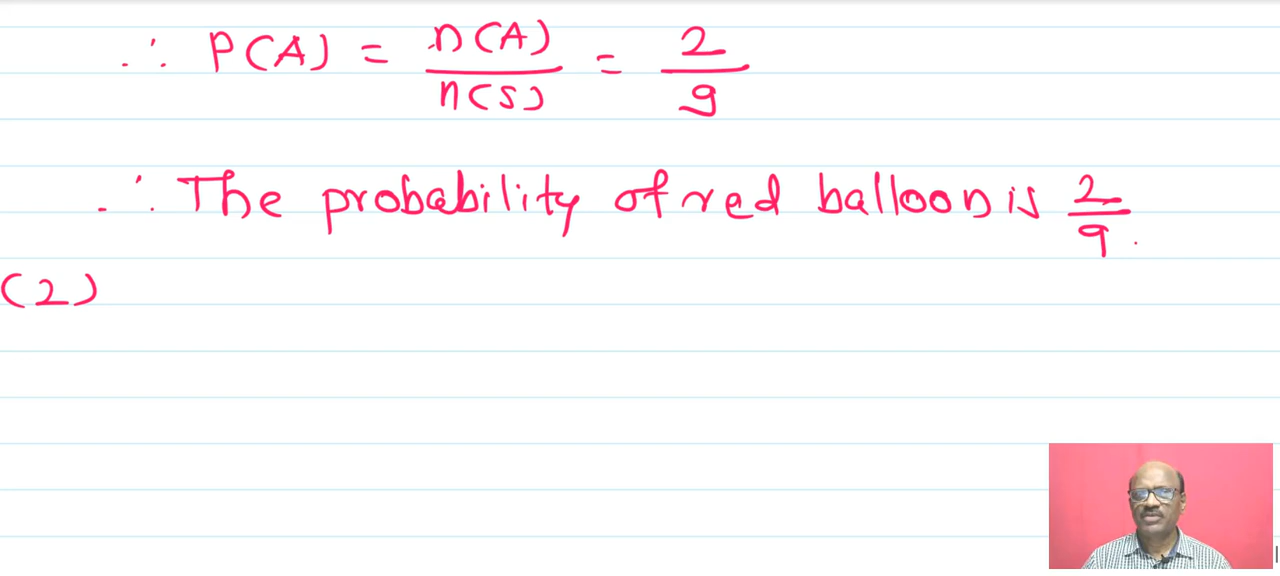 ∴ P(A) = n(A)/n(S) = 2/9
∴ The probability of red balloon is 2/9.
(2)